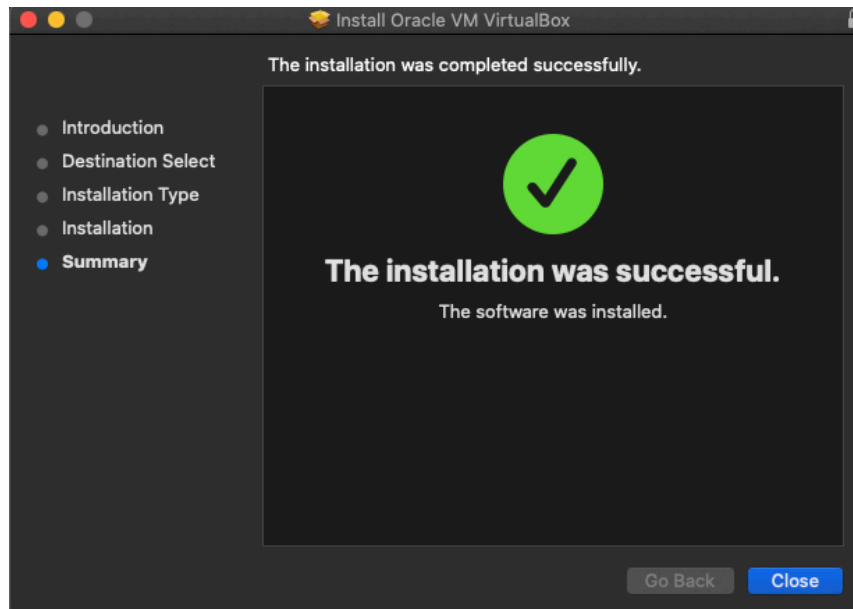 Install Oracle VM VirtualBox
The installation was completed successfully.
Introduction
Destination Select
Installation Type
Installation
Summary
The installation was successful.
The software was installed.
Go Back
Close